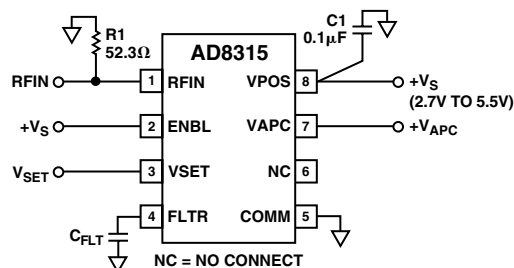 R1
52.3Ω
C1
0.1µF
AD8315
RFIN
1
RFIN
VPOS
8
+VS
(2.7V TO 5.5V)
+VS
2
ENBL
VAPC
7
+VAPC
VSET
3
VSET
NC
6
CFLT
4
FLTR
COMM
5
NC = NO CONNECT